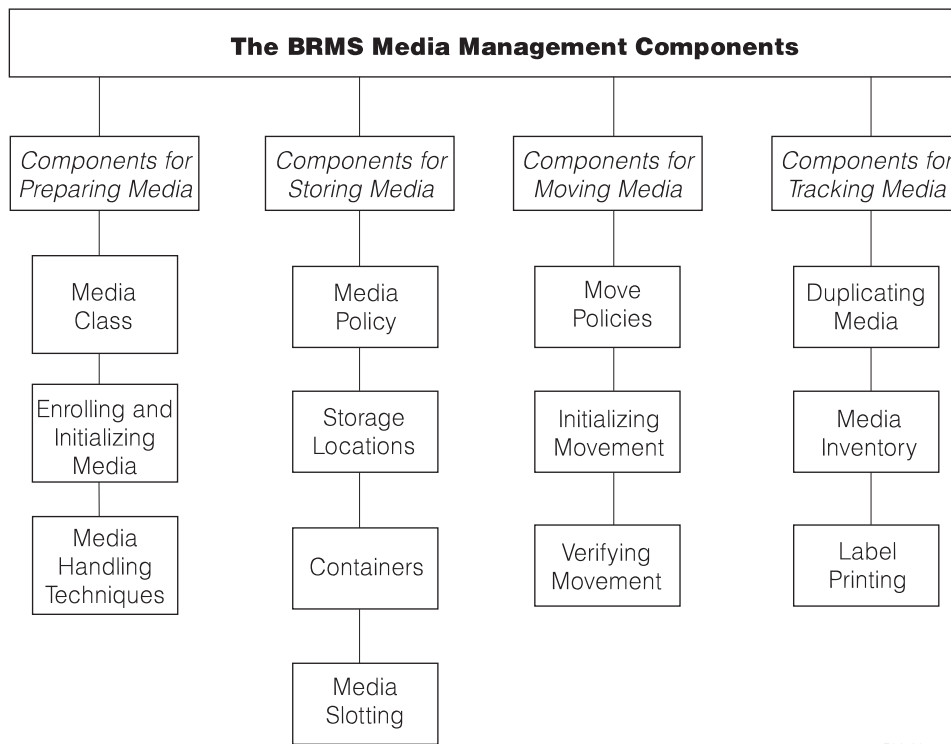 The BRMS Media Management Components
Components for
Preparing Media
Components for
Storing Media
Components for
Moving Media
Components for
Tracking Media
Media
Class
Enrolling and
Initializing
Media
Media
Handling
Techniques
Media
Policy
Storage
Locations
Containers
Media
Slotting
Move
Policies
Initializing
Movement
Verifying
Movement
Duplicating
Media
Media
Inventory
Label
Printing